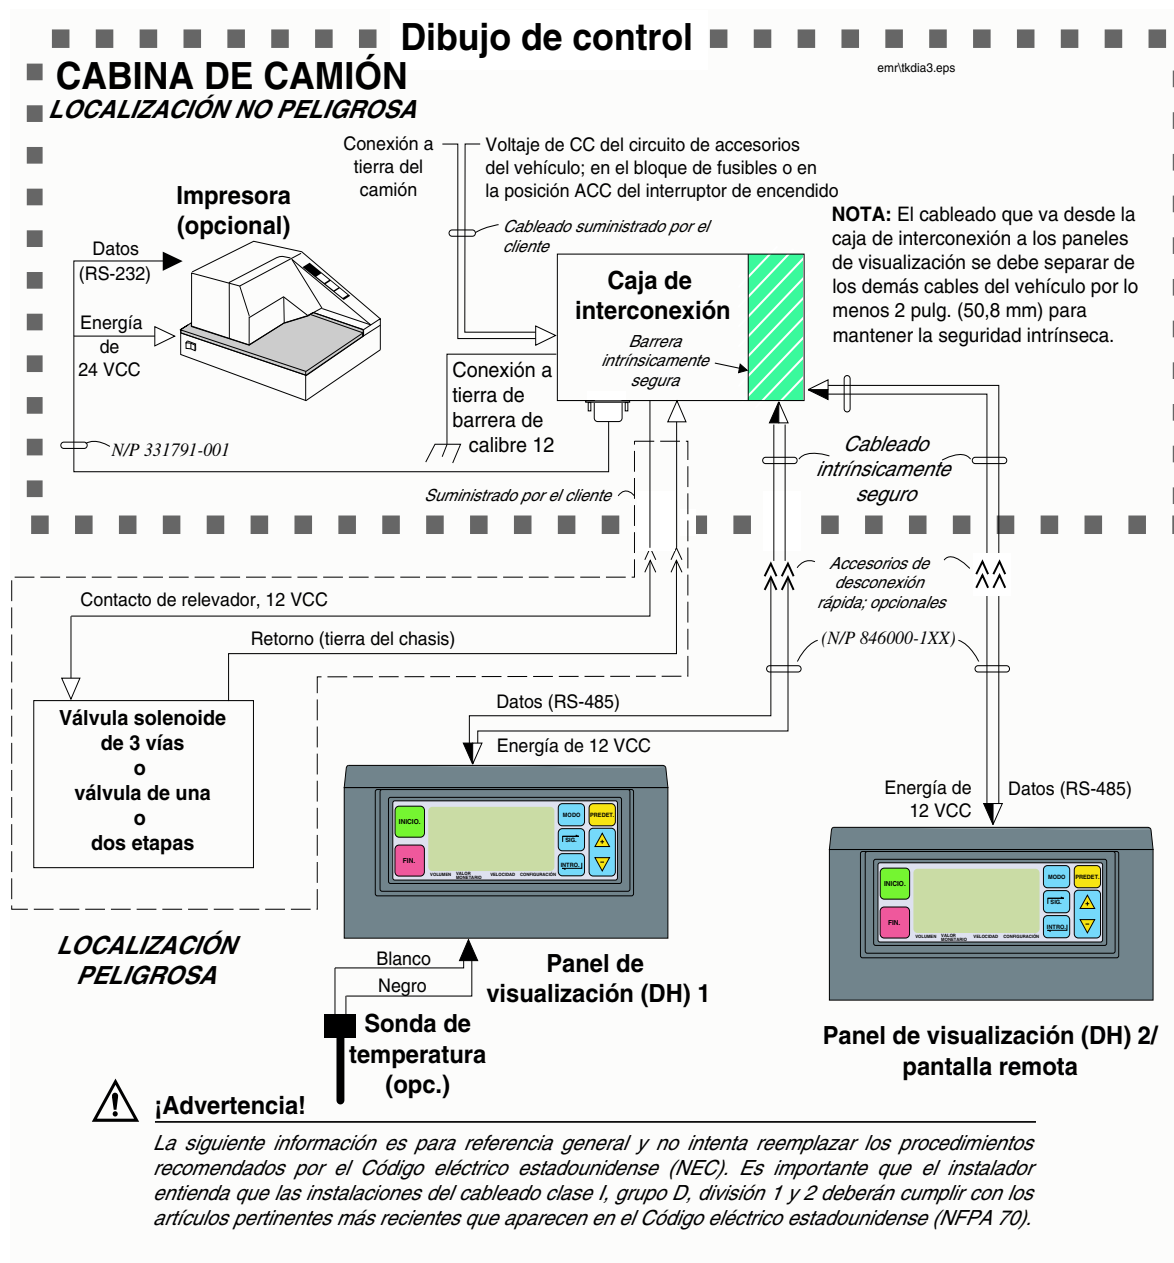 Dibujo de control
emr\tkdia3.eps
CABINA DE CAMIÓN
LOCALIZACIÓN NO PELIGROSA
Conexión a
tierra del
camión
Voltaje de CC del circuito de accesorios
del vehículo; en el bloque de fusibles o en
la posición ACC del interruptor de encendido
Impresora
(opcional)
Datos
(RS-232)
Energía
de
24 VCC
N/P 331791-001
Cableado suministrado por el
cliente
NOTA: El cableado que va desde la
caja de interconexión a los paneles
de visualización se debe separar de
los demás cables del vehículo por lo
menos 2 pulg. (50,8 mm) para
mantener la seguridad intrínseca.
Caja de
interconexión
Barrera
intrínsicamente
segura
Conexión a
tierra de
barrera de
calibre 12
Suministrado por el cliente
Cableado
intrínsicamente
seguro
Accesorios de
desconexión
rápida; opcionales
(N/P 846000-1XX)
Contacto de relevador, 12 VCC
Retorno (tierra del chasis)
Válvula solenoide
de 3 vías
o
válvula de una
o
dos etapas
LOCALIZACIÓN
PELIGROSA
Datos (RS-485)
Energía de 12 VCC
INICIO.
FIN.
MODO
PREDET.
SIG.
INTRO.
+
−
VOLUMEN
VALOR
MONETARIO
VELOCIDAD
CONFIGURACIÓN
Blanco
Negro
Panel de
visualización (DH) 1
Sonda de
temperatura
(opc.)
Energía de
12 VCC
Datos (RS-485)
INICIO.
FIN.
MODO
PREDET.
SIG.
INTRO.
+
−
VOLUMEN
VALOR
MONETARIO
VELOCIDAD
CONFIGURACIÓN
Panel de visualización (DH) 2/
pantalla remota
¡Advertencia!
La siguiente información es para referencia general y no intenta reemplazar los procedimientos
recomendados por el Código eléctrico estadounidense (NEC). Es importante que el instalador
entienda que las instalaciones del cableado clase I, grupo D, división 1 y 2 deberán cumplir con los
artículos pertinentes más recientes que aparecen en el Código eléctrico estadounidense (NFPA 70).